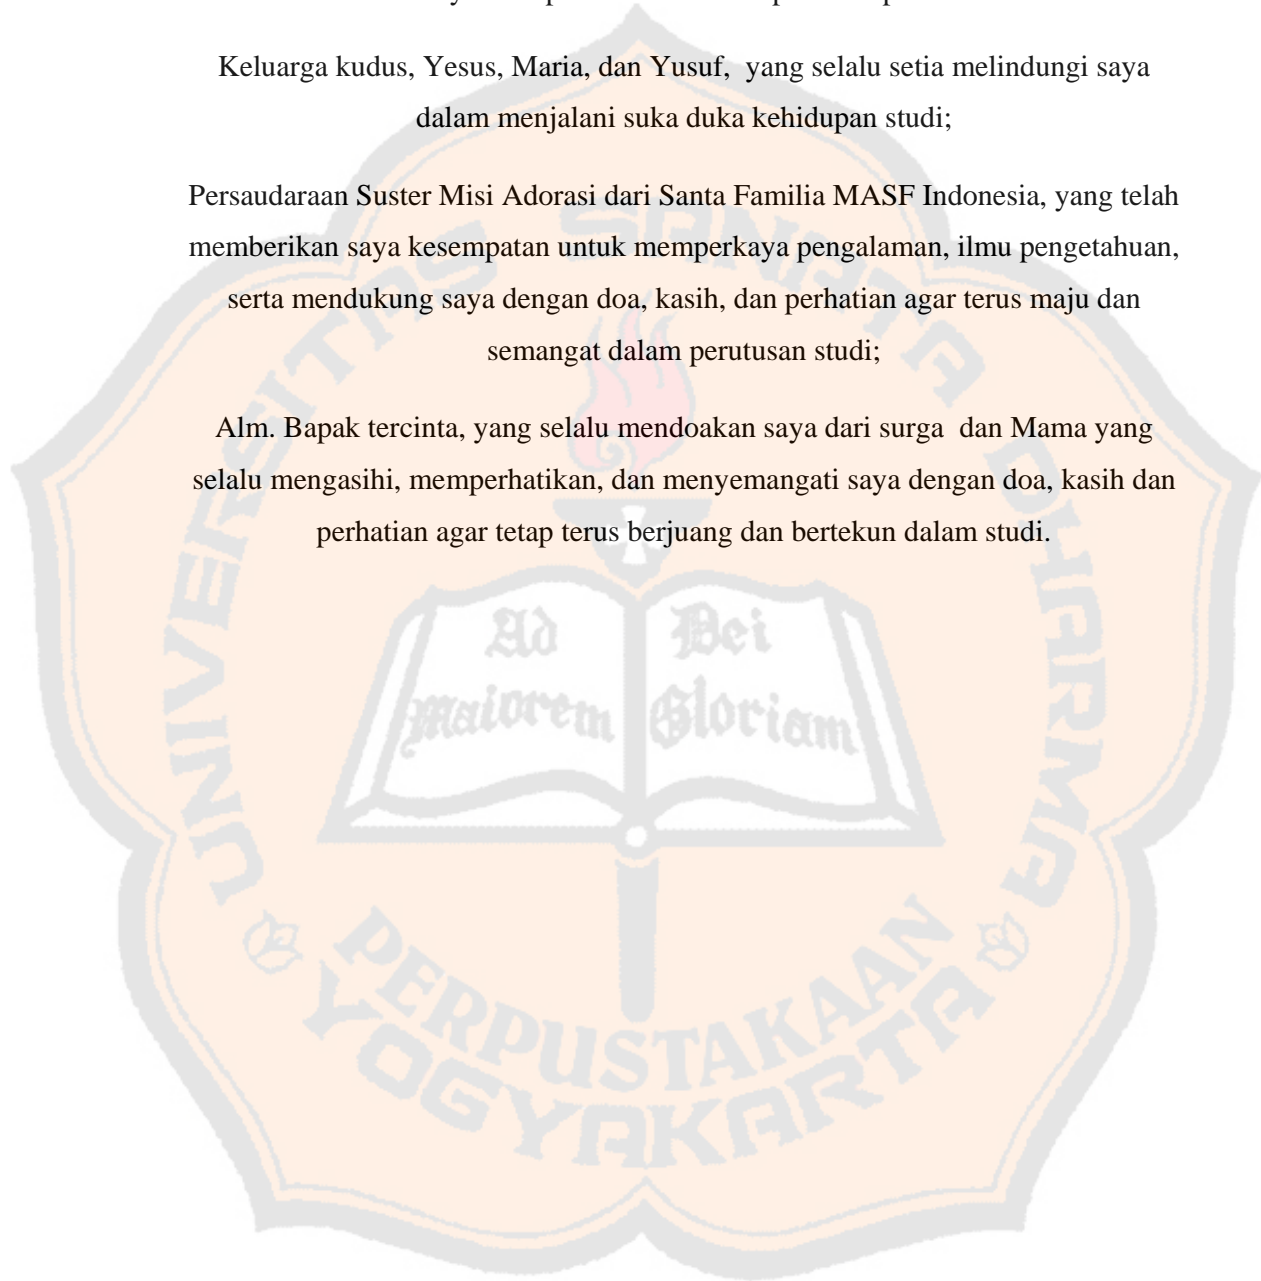 Keluarga kudus, Yesus, Maria, dan Yusuf, yang selalu setia melindungi saya
dalam menjalani suka duka kehidupan studi;
Persaudaraan Suster Misi Adorasi dari Santa Familia MASF Indonesia, yang telah
memberikan saya kesempatan untuk memperkaya pengalaman, ilmu pengetahuan,
serta mendukung saya dengan doa, kasih, dan perhatian agar terus maju dan
semangat dalam perutusan studi;
Alm. Bapak tercinta, yang selalu mendoakan saya dari surga dan Mama yang
selalu mengasihi, memperhatikan, dan menyemangati saya dengan doa, kasih dan
perhatian agar tetap terus berjuang dan bertekun dalam studi.
UNIVERSITAS SANATA DHARMA
Ad Dei
Maiorem Gloriam
PERPUSTAKAAN
YOGYAKARTA